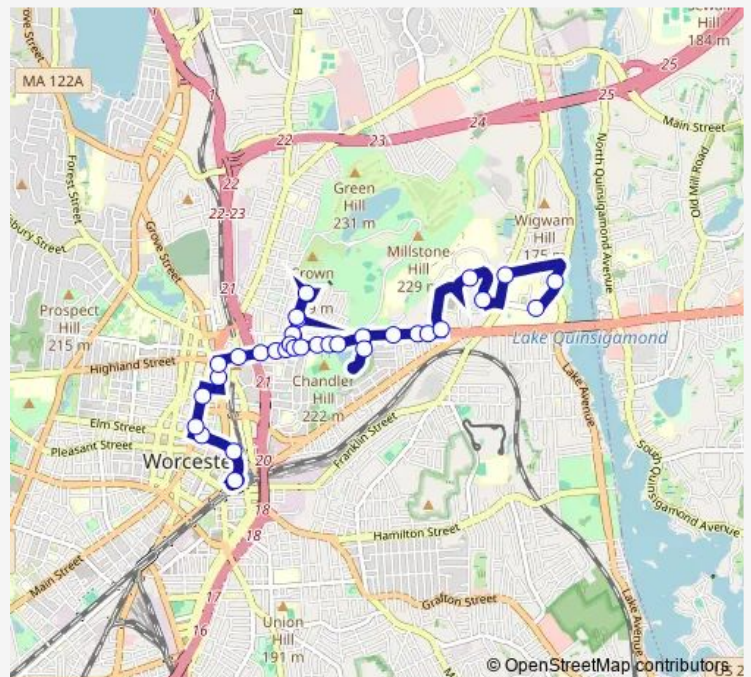 Hill
184 m
MA 122A
1
25
25
24
23
22
Main Street
Forest Street
North Quinsigamond Avenue
Old Mill Road
22
22-23
Green
Hill
231 m
Wigwam
Hill
175 m
Grove Street
Millstone
Hill
229 m
21
Prospect
Hill
215 m
Highland Street
Lake Quinsigamond
21
Chandler
Hill
222 m
Lake Avenue
Elm Street
Pleasant Street
Franklin Street
Worceste
20
South Quinsigamond Avenue
18
18
Hamilton Street
Main Street
17
Grafton Street
16
Union
Hill
191 m
Lake Avenue
© OpenStreetMap contributors